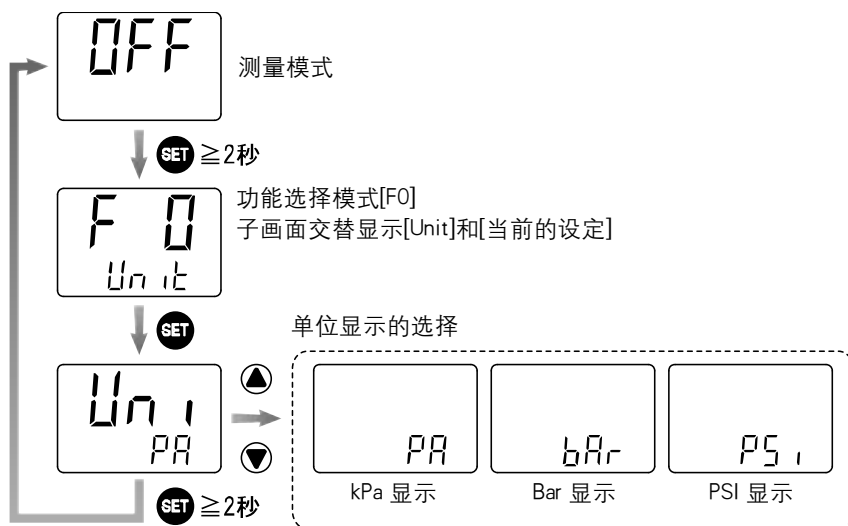 OFF
测量模式
SET ≧2秒
F 0
Unit
功能选择模式[F0]
子画面交替显示[Unit]和[当前的设定]
SET
单位显示的选择
Uni
PA
PA
bAr
PSi
kPa 显示
Bar 显示
PSI 显示
SET ≧2秒